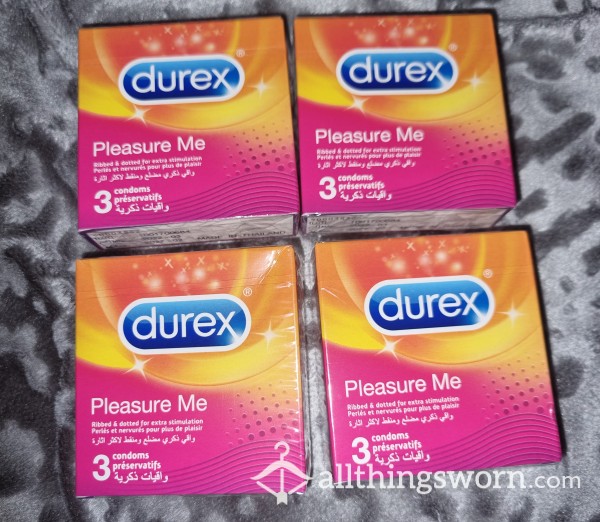 durex®
Pleasure Me
Ribbed & dotted for extra stimulation
Perlés et nervurés pour plus de plaisir
واقي ذكري مضلع ومنقط لاكثر اثارة
3 condoms
préservatifs
واقيات ذكرية
durex®
Pleasure Me
Ribbed & dotted for extra stimulation
Perlés et nervurés pour plus de plaisir
واقي ذكري مضلع ومنقط لاكثر اثارة
3 condoms
préservatifs
واقيات ذكرية
durex®
Pleasure Me
Ribbed & dotted for extra stimulation
Perlés et nervurés pour plus de plaisir
واقي ذكري مضلع ومنقط لاكثر اثارة
3 condoms
préservatifs
واقيات ذكرية
durex®
Pleasure Me
Ribbed & dotted for extra stimulation
Perlés et nervurés pour plus de plaisir
واقي ذكري مضلع ومنقط لاكثر اثارة
3 condoms
préservatifs
واقيات ذكرية
allthingsworn.com